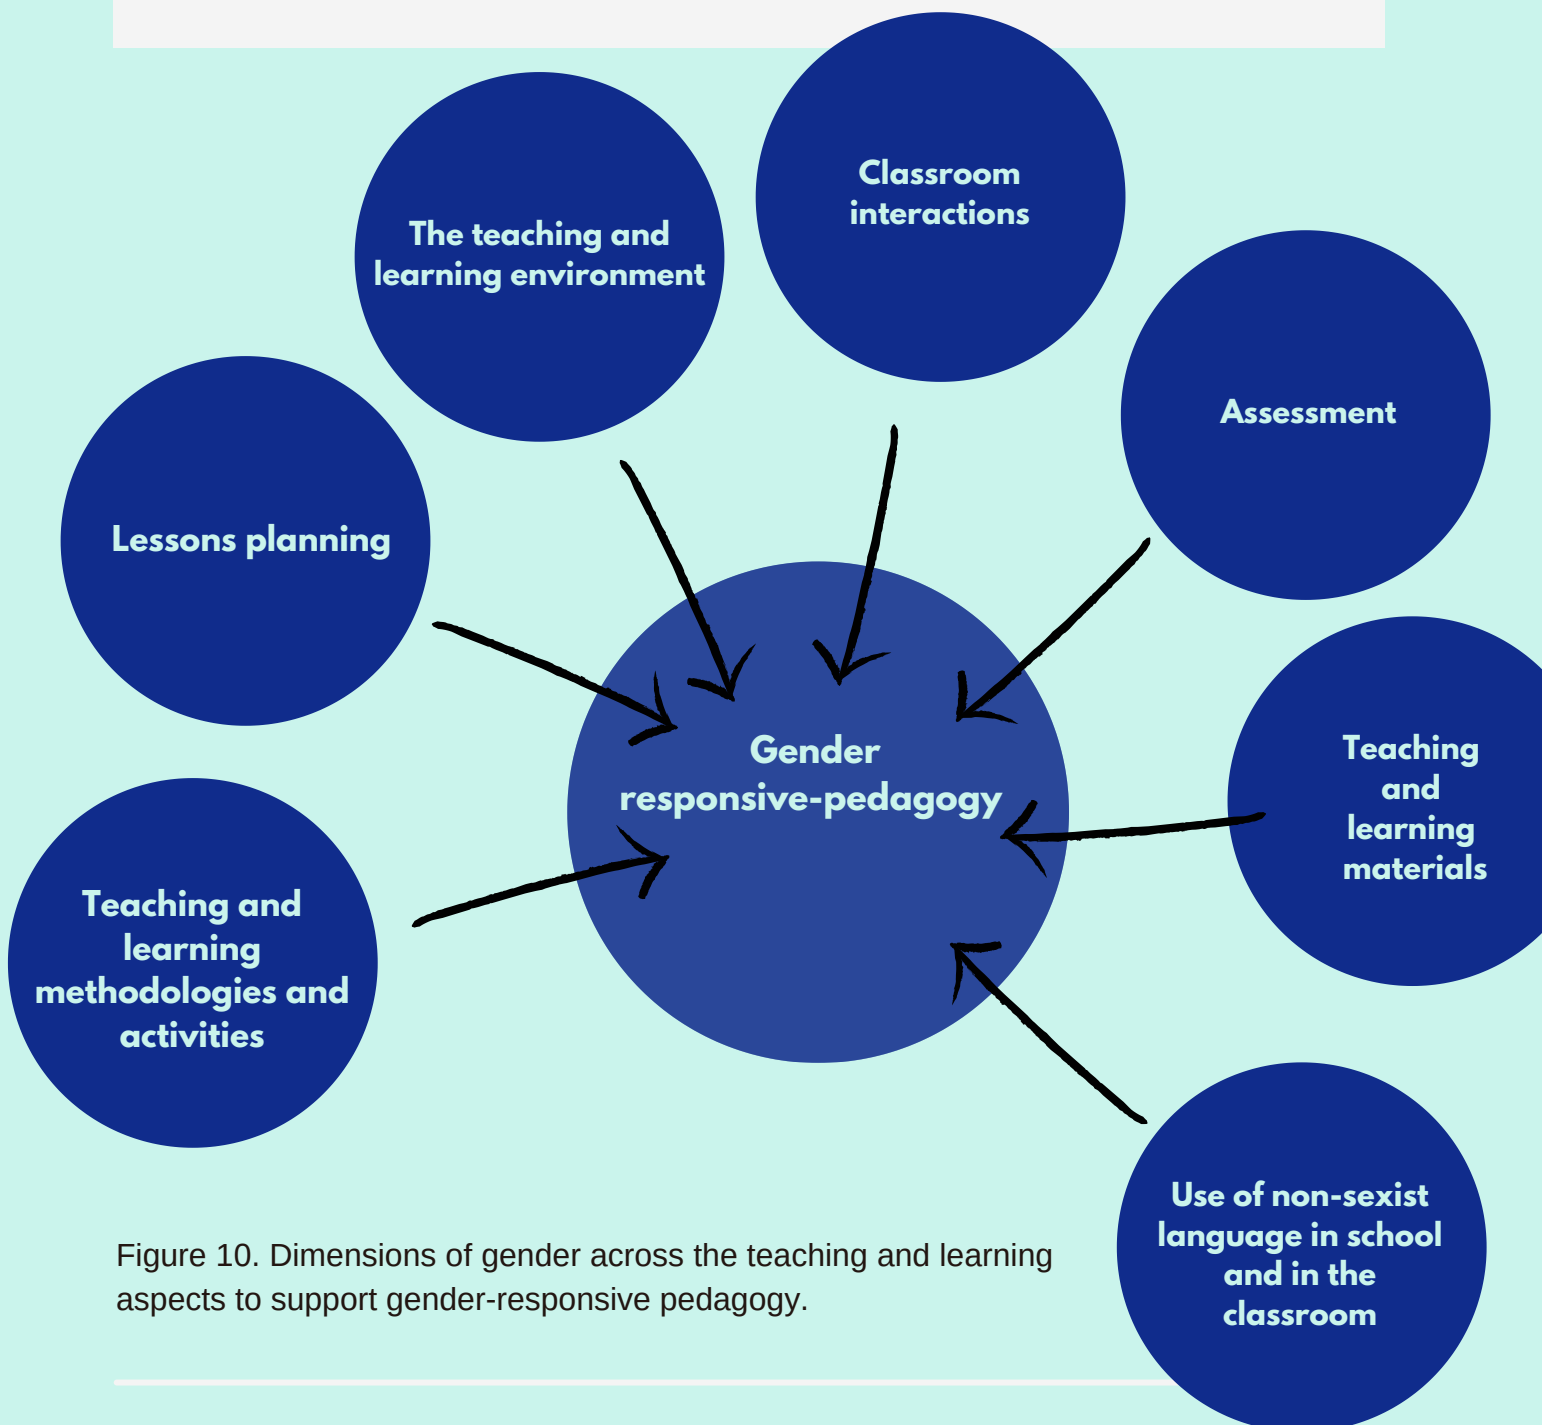 Classroom
interactions
The teaching and
learning environment
Assessment
Lessons planning
Gender
responsive-pedagogy
Teaching
and
learning
materials
Teaching and
learning
methodologies and
activities
Use of non-sexist
language in school
and in the
classroom
Figure 10. Dimensions of gender across the teaching and learning
aspects to support gender-responsive pedagogy.